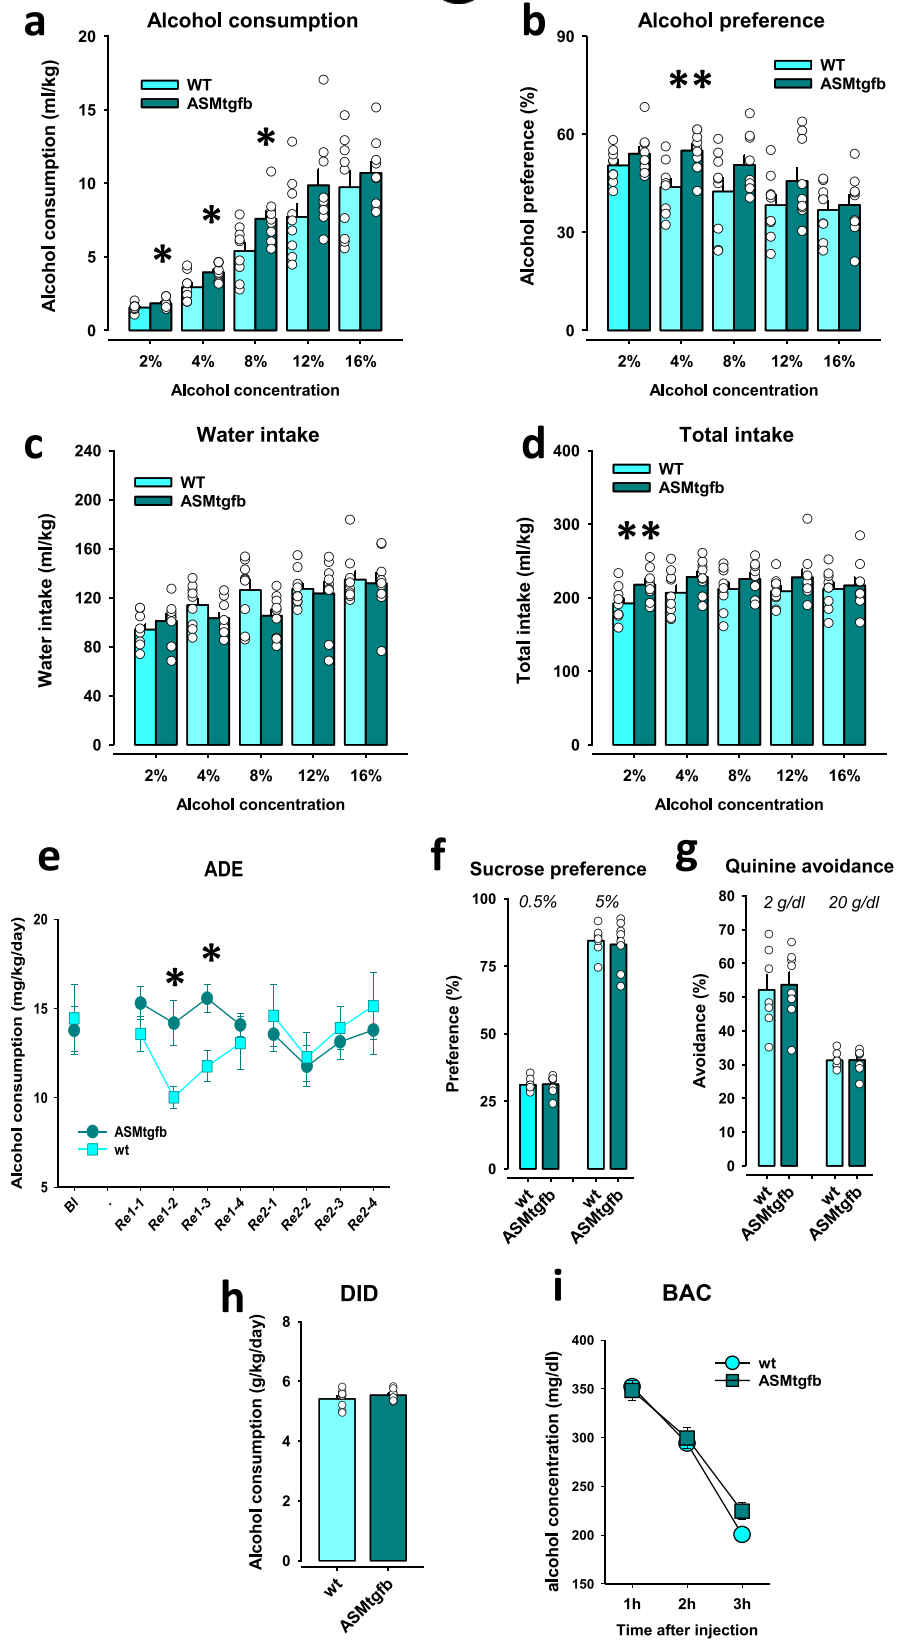 a
Alcohol consumption
20
15
10
5
0
Alcohol consumption (ml/kg)
WT
ASMtgfb
*
*
*
2%
4%
8%
12%
16%
Alcohol concentration
b
Alcohol preference
90
60
30
0
Alcohol preference (%)
WT
ASMtgfb
**
2%
4%
8%
12%
16%
Alcohol concentration
c
Water intake
240
200
160
120
80
40
0
Water intake (ml/kg)
WT
ASMtgfb
2%
4%
8%
12%
16%
Alcohol concentration
d
Total intake
400
300
200
100
0
Total intake (ml/kg)
WT
ASMtgfb
**
2%
4%
8%
12%
16%
Alcohol concentration
e
ADE
20
15
10
5
Alcohol consumption (mg/kg/day)
*
*
ASMtgfb
wt
Bl
.
Re1-1
Re1-2
Re1-3
Re1-4
Re2-1
Re2-2
Re2-3
Re2-4
f
Sucrose preference
100
75
50
25
0
Preference (%)
0.5%
5%
wt
ASMtgfb
wt
ASMtgfb
g
Quinine avoidance
80
70
60
50
40
30
20
10
0
Avoidance (%)
2 g/dl
20 g/dl
wt
ASMtgfb
wt
ASMtgfb
h
DID
8
6
4
2
0
Alcohol consumption (g/kg/day)
wt
ASMtgfb
i
BAC
400
350
300
250
200
150
alcohol concentration (mg/dl)
wt
ASMtgfb
1h
2h
3h
Time after injection